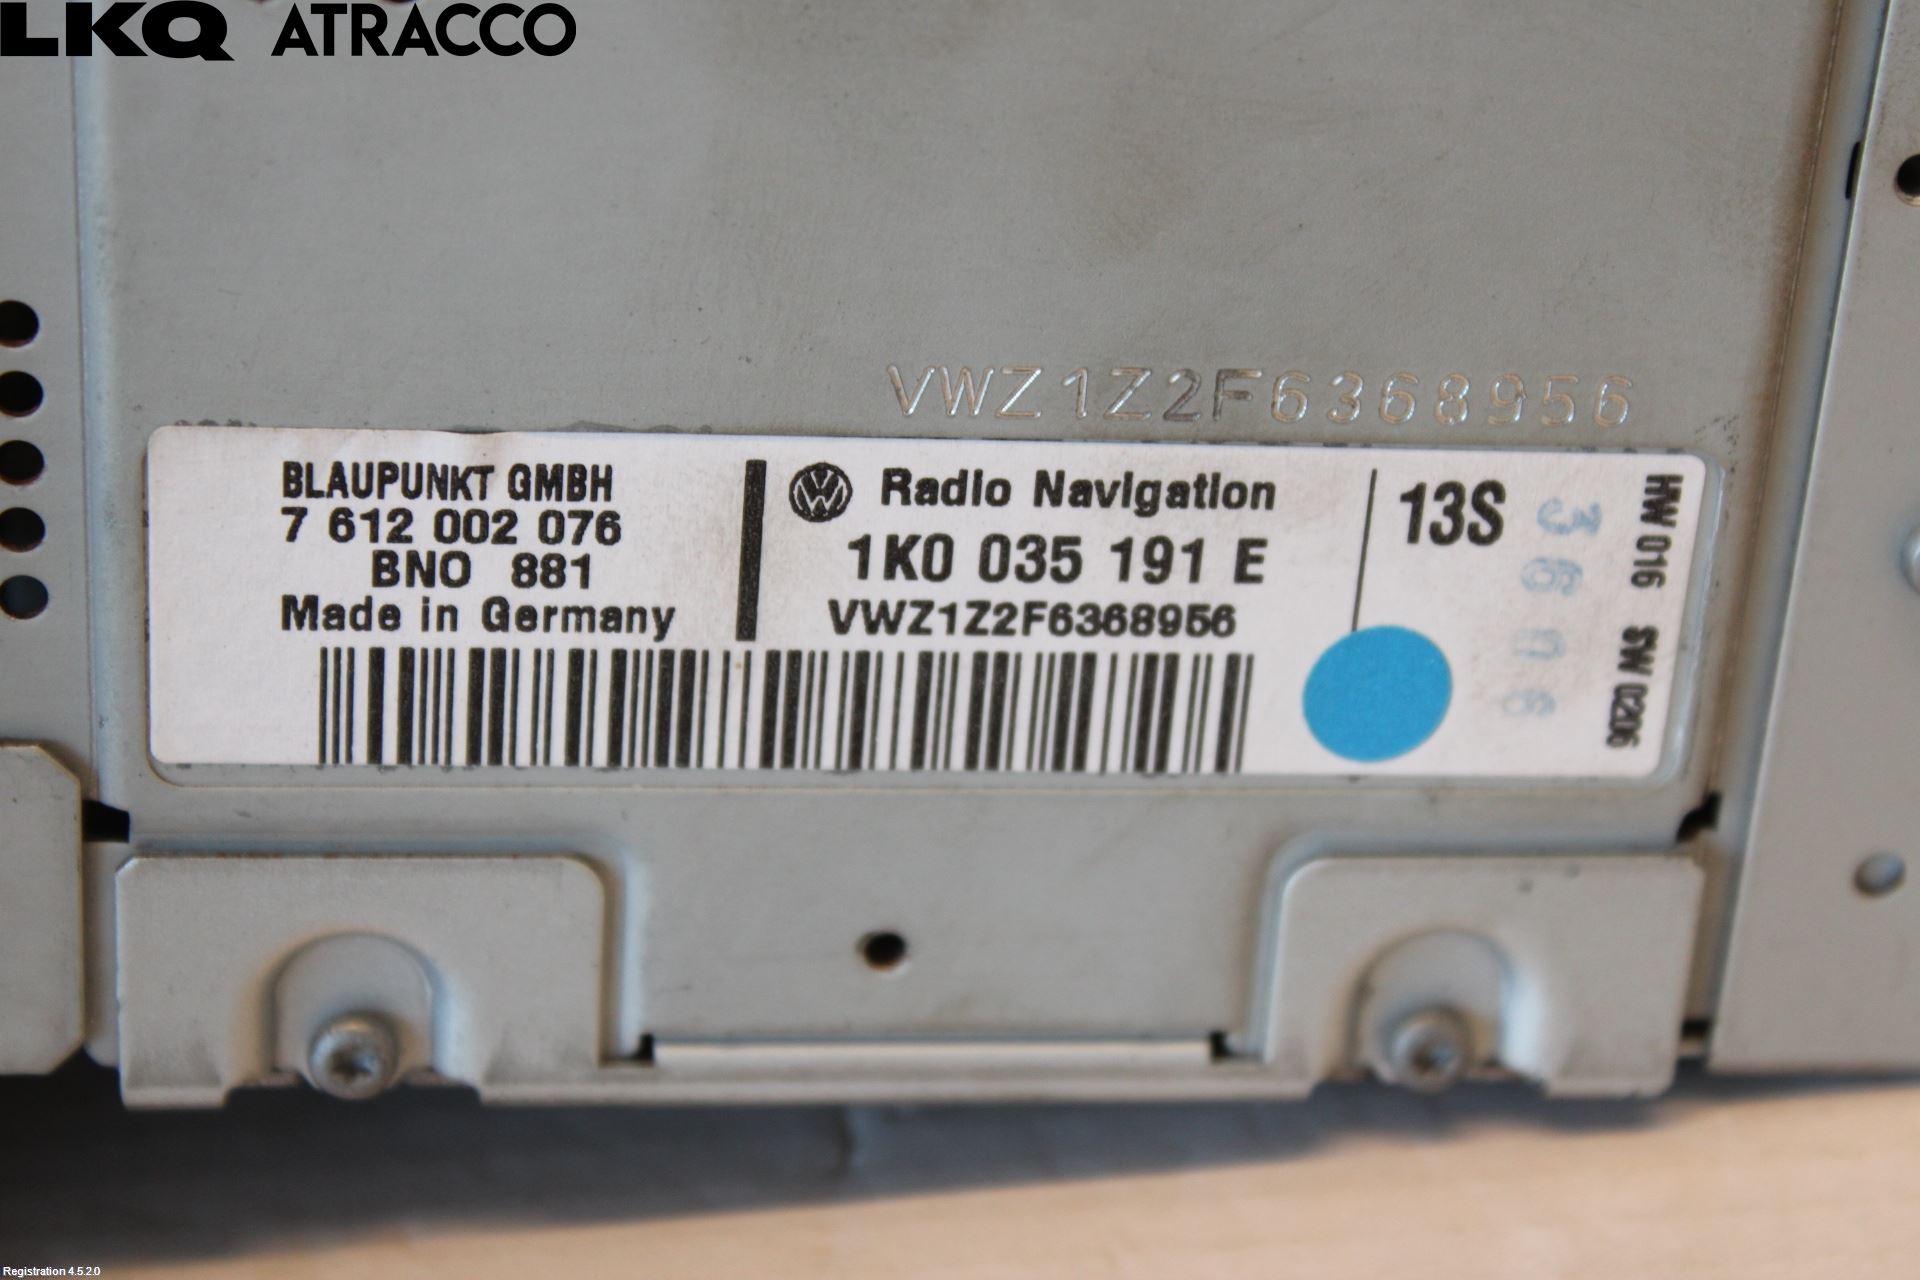 LKQ ATRACCO
VWZ1Z2F6368956
BLAUPUNKT GMBH
7 612 002 076
BNO 881
Made in Germany
Radio Navigation
1K0 035 191 E
VWZ1Z2F6368956
13S
3606
HW 016 SW 0206
Registration 4.5.2.0